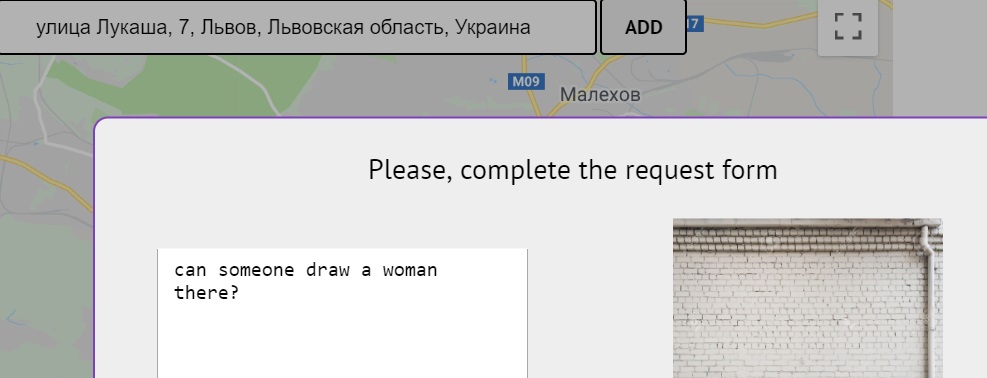 улица Лукаша, 7, Львов, Львовская область, Украина
ADD
17
M09
Малехов
Please, complete the request form
can someone draw a woman
there?